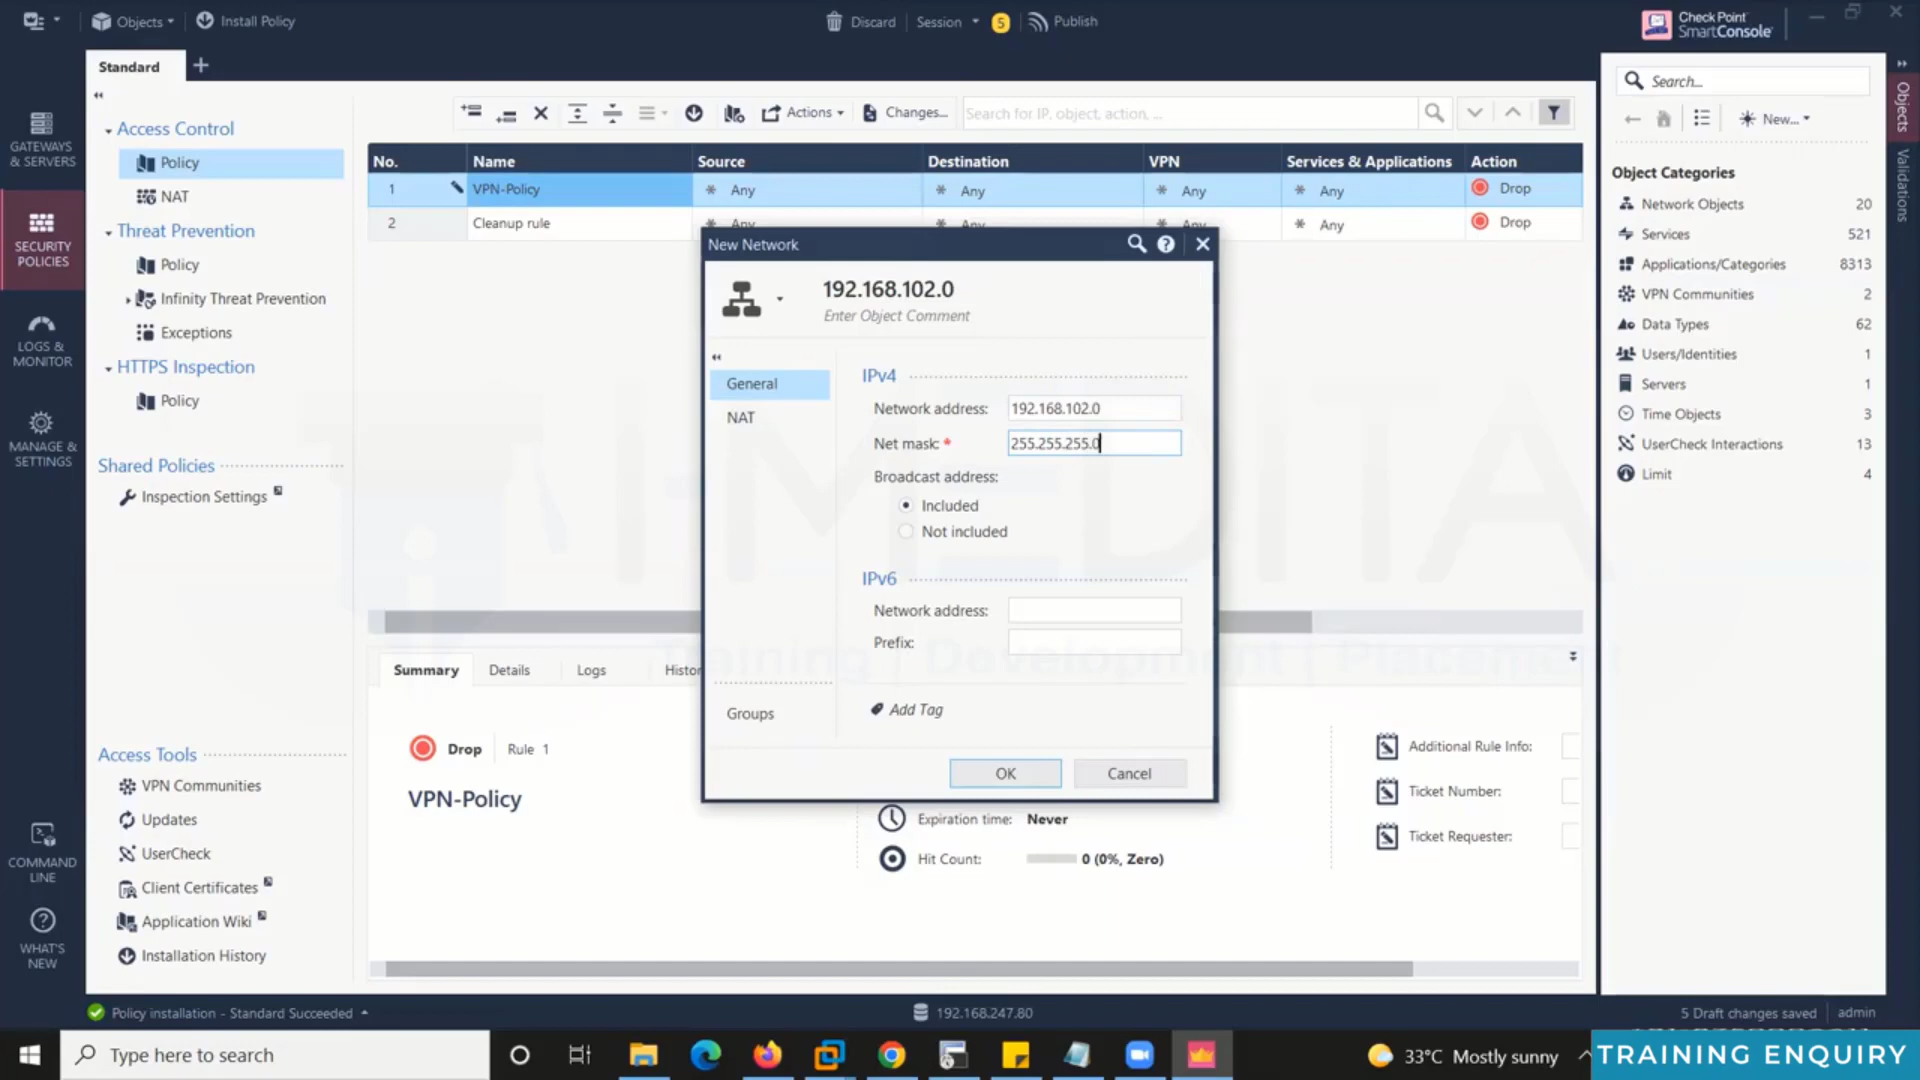 Objects
Install Policy
Discard
Session
5
Publish
Check Point
SmartConsole
Standard
GATEWAYS
& SERVERS
SECURITY
POLICIES
LOGS &
MONITOR
MANAGE &
SETTINGS
COMMAND
LINE
WHAT'S
NEW
Access Control
Policy
NAT
Threat Prevention
Policy
Infinity Threat Prevention
Exceptions
HTTPS Inspection
Policy
Shared Policies
Inspection Settings
Access Tools
VPN Communities
Updates
UserCheck
Client Certificates
Application Wiki
Installation History
Actions
Changes...
Search for IP, object, action, ...
No. Name Source Destination VPN Services & Applications Action
1 VPN-Policy Any Any Any Any Drop
2 Cleanup rule Any Any Any Any Drop
New Network
192.168.102.0
Enter Object Comment
General
NAT
Groups
IPv4
Network address: 192.168.102.0
Net mask: * 255.255.255.0
Broadcast address:
Included
Not included
IPv6
Network address:
Prefix:
Add Tag
OK
Cancel
IMEDITA
Training | Development | Placement
Summary Details Logs Histor
Drop Rule 1
VPN-Policy
Expiration time: Never
Hit Count: 0 (0%, Zero)
Additional Rule Info:
Ticket Number:
Ticket Requester:
Search...
New...
Object Categories
Network Objects 20
Services 521
Applications/Categories 8313
VPN Communities 2
Data Types 62
Users/Identities 1
Servers 1
Time Objects 3
UserCheck Interactions 13
Limit 4
Objects
Validations
Policy installation - Standard Succeeded
192.168.247.80
5 Draft changes saved
admin
Type here to search
33°C Mostly sunny
TRAINING ENQUIRY